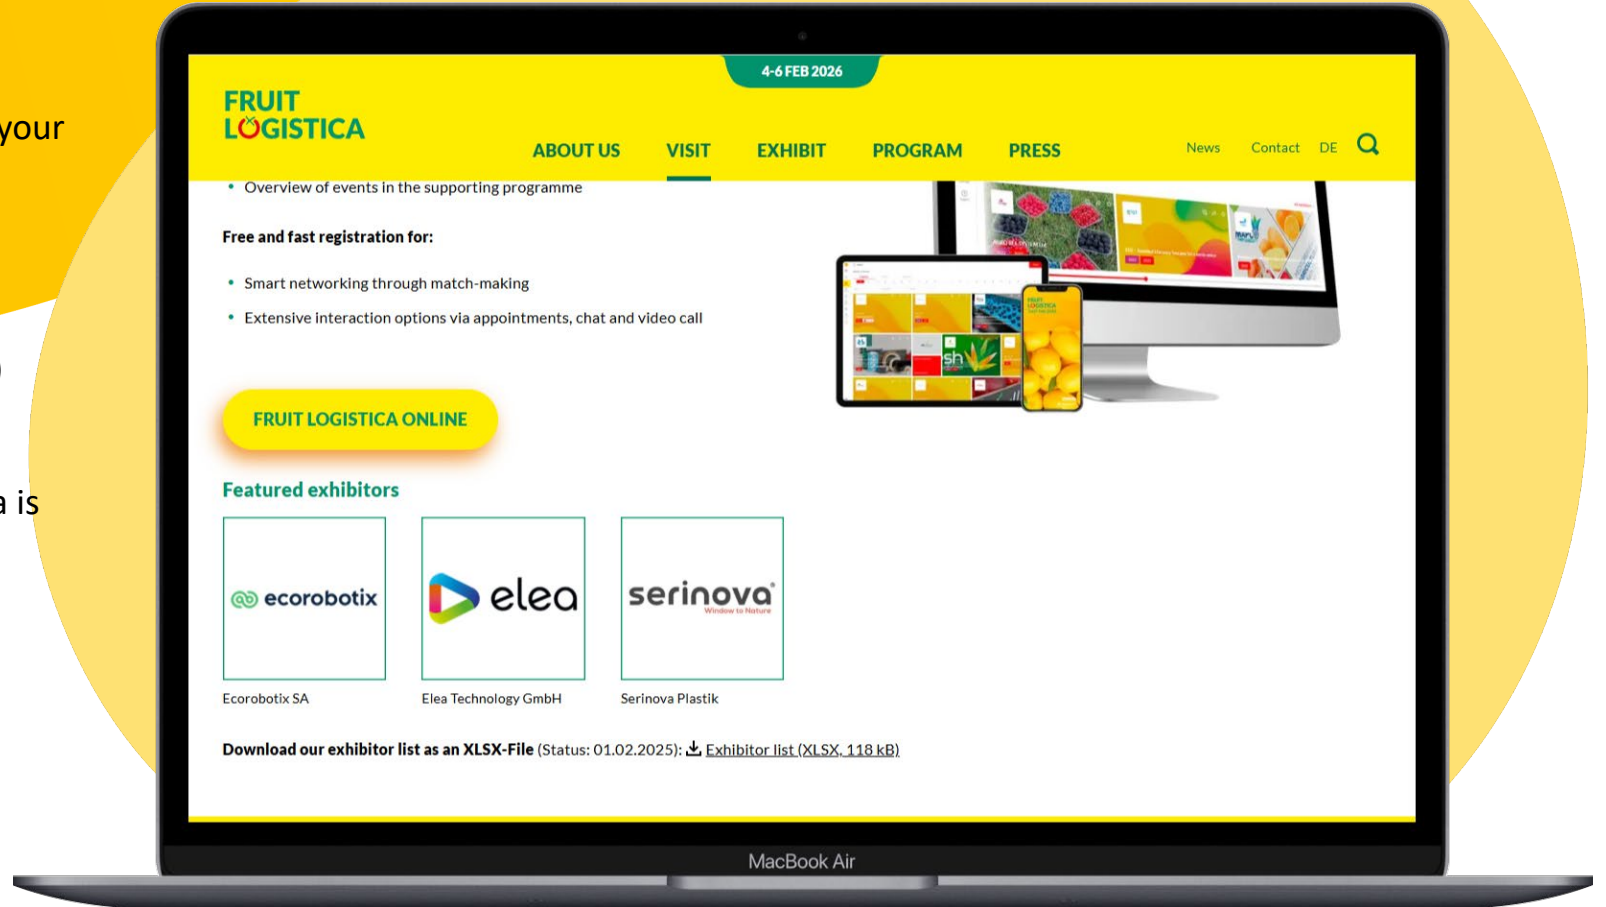 your
)
a is
4-6 FEB 2026
FRUIT
LOGISTICA
ABOUT US VISIT EXHIBIT PROGRAM PRESS
News Contact DE
• Overview of events in the supporting programme
Free and fast registration for:
• Smart networking through match-making
• Extensive interaction options via appointments, chat and video call
FRUIT LOGISTICA ONLINE
Featured exhibitors
ecorobotix
elea
serinova®
Window to Nature
Ecorobotix SA
Elea Technology GmbH
Serinova Plastik
Download our exhibitor list as an XLSX-File (Status: 01.02.2025): Exhibitor list (XLSX, 118 kB)
MacBook Air